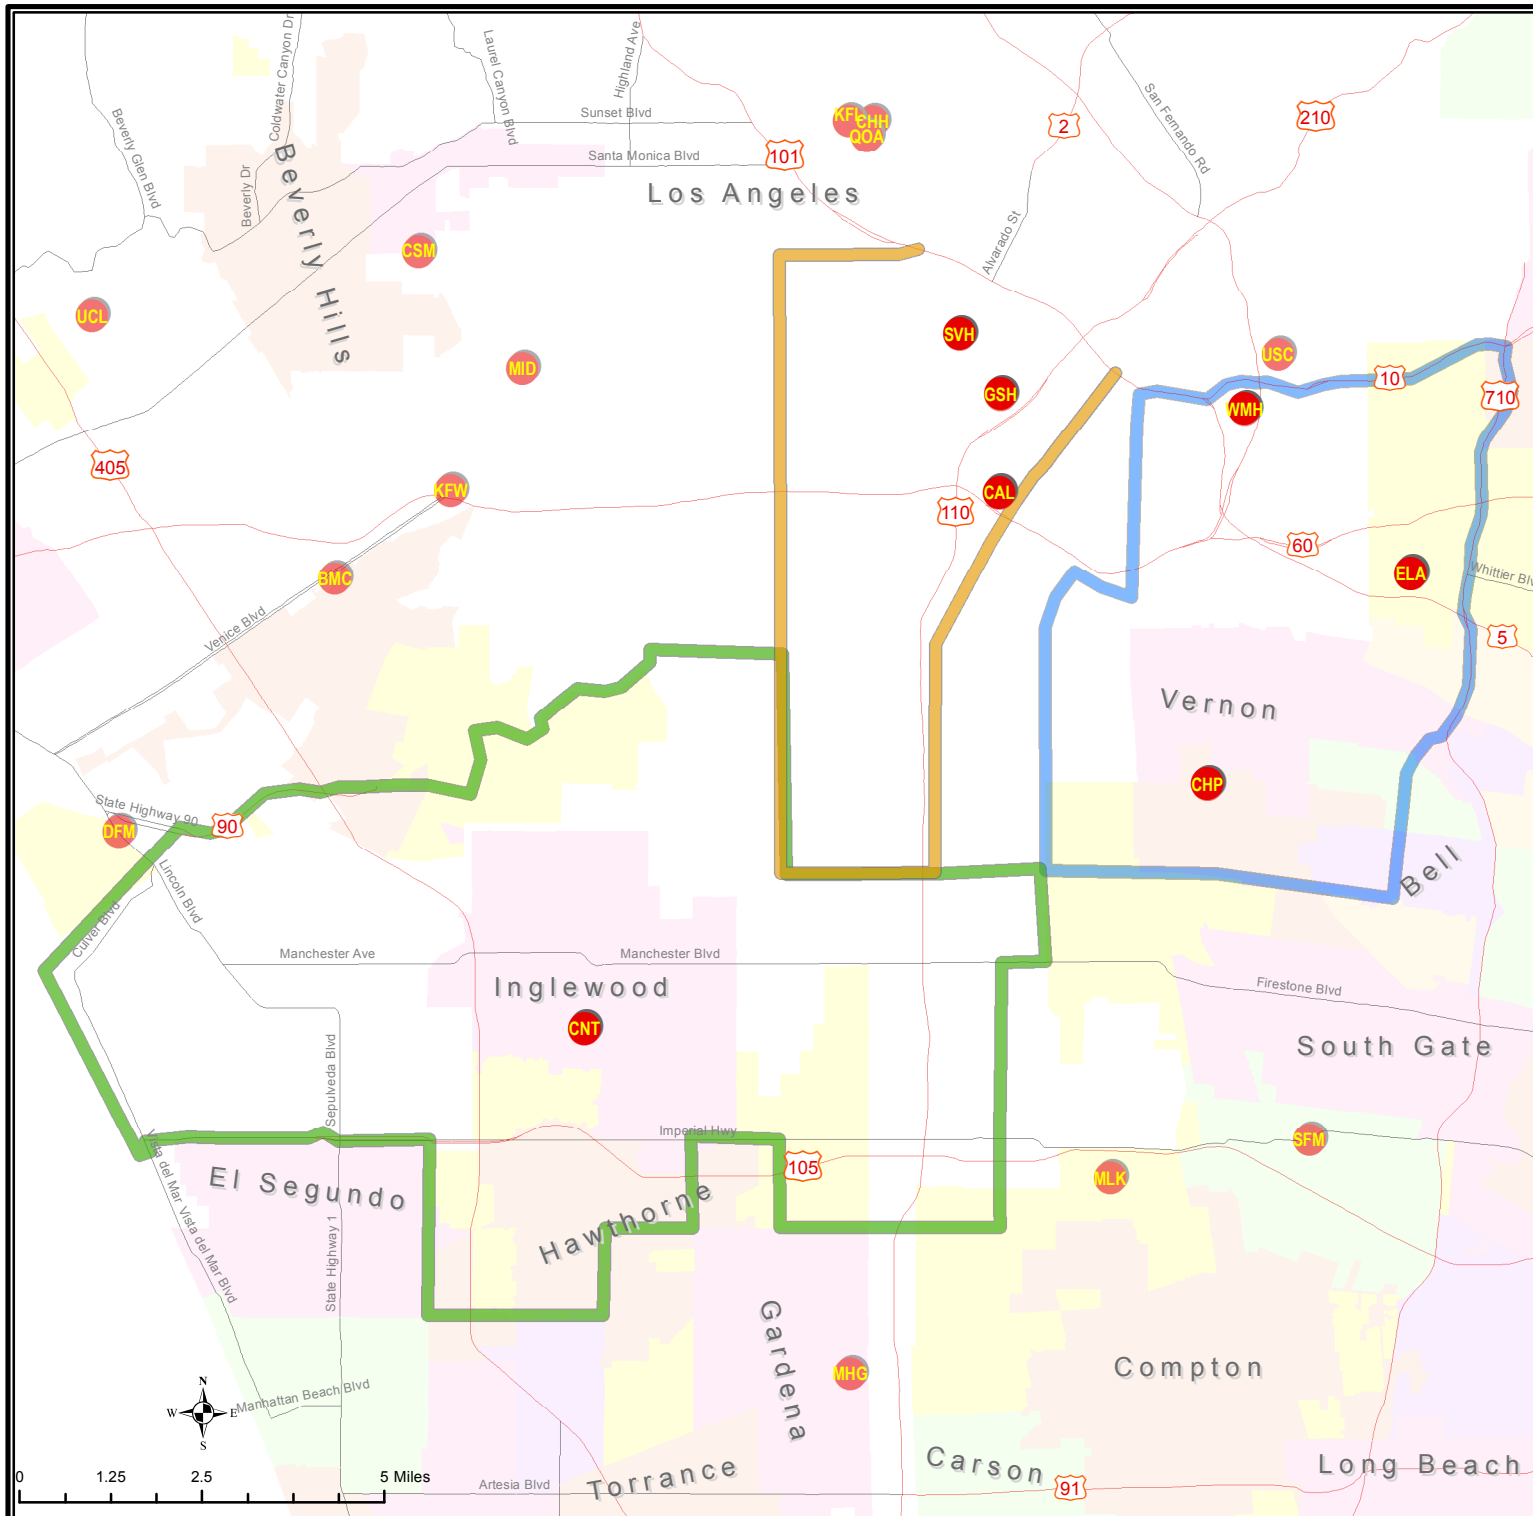 Coldwater Canyon Dr
Laurel Canyon Blvd
Highland Ave
Beverly Glen Blvd
Sunset Blvd
KFL
CHH
QOA
2
San Fernando Rd
210
Santa Monica Blvd
101
Beverly Dr
Beverly Hills
Los Angeles
CSM
Alvarado St
UCL
SVH
MID
USC
GSH
10
710
WMH
405
KFW
CAL
110
60
BMC
ELA
Whittier Blv
Venice Blvd
5
Vernon
CHP
State Highway 90
90
DFM
Lincoln Blvd
Bell
Culver Blvd
Manchester Ave
Manchester Blvd
Inglewood
Firestone Blvd
CNT
South Gate
Sepulveda Blvd
Imperial Hwy
SFM
105
MLK
Vista del Mar
Vista del Mar Blvd
El Segundo
Hawthorne
State Highway 1
Gardena
MHG
Compton
N
W E
S
Manhattan Beach Blvd
Carson
Long Beach
Torrance
0 1.25 2.5 5 Miles
Artesia Blvd
91